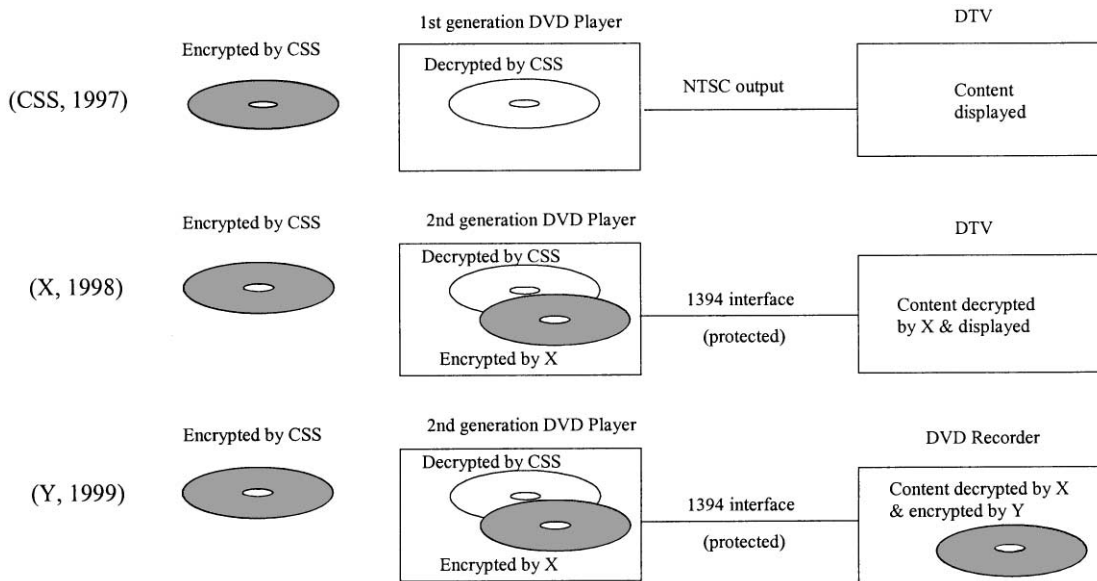 1st generation DVD Player
DTV
Encrypted by CSS
Decrypted by CSS
(CSS, 1997)
NTSC output
Content
displayed
Encrypted by CSS
2nd generation DVD Player
DTV
Decrypted by CSS
(X, 1998)
1394 interface
(protected)
Content decrypted
by X & displayed
Encrypted by X
Encrypted by CSS
2nd generation DVD Player
DVD Recorder
Decrypted by CSS
(Y, 1999)
1394 interface
(protected)
Content decrypted by X
& encrypted by Y
Encrypted by X